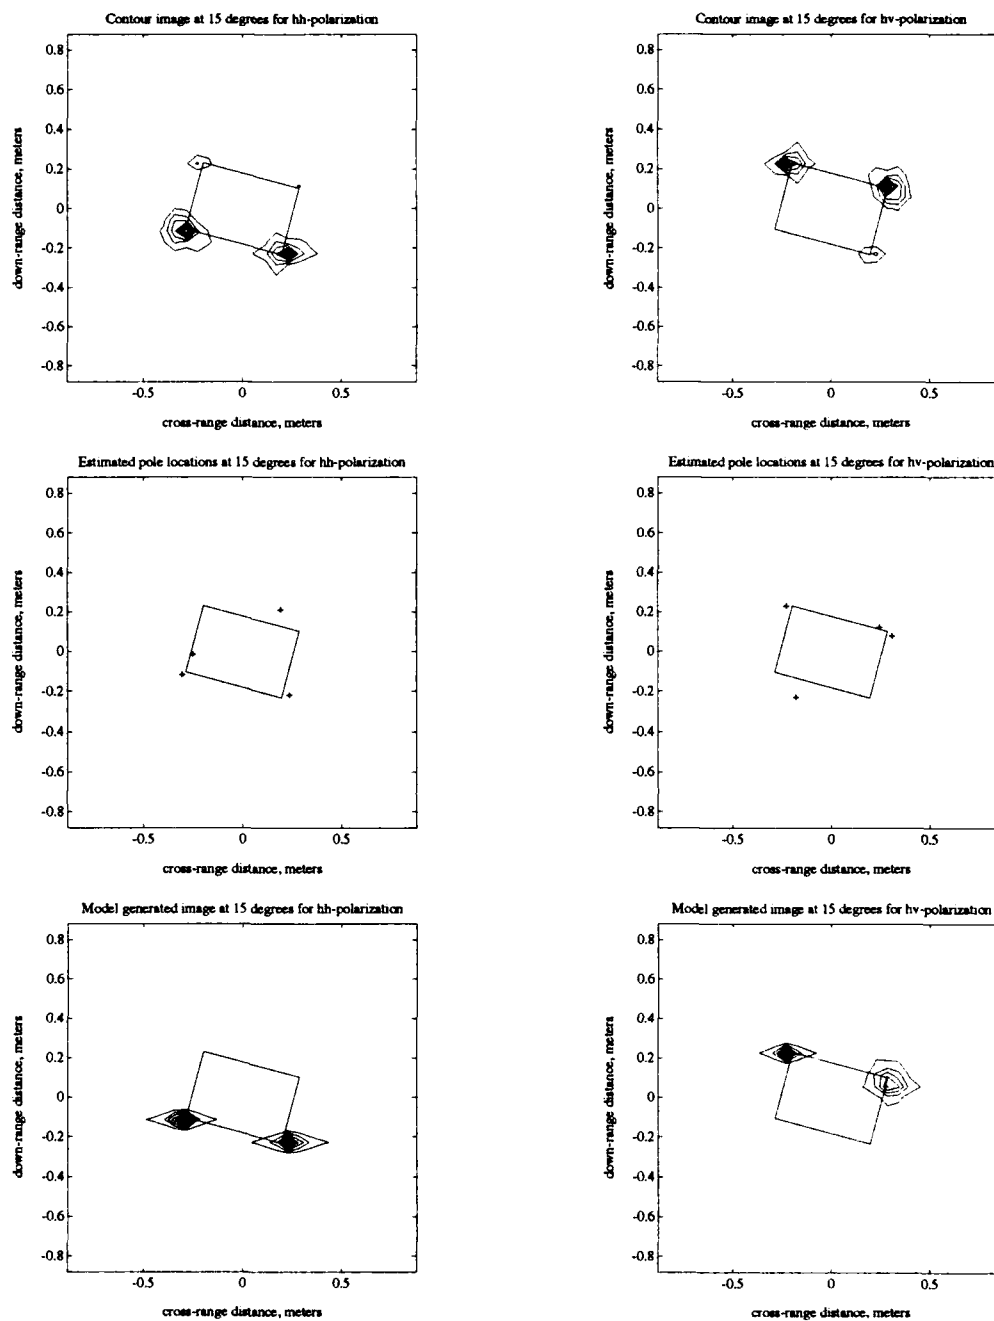 Contour image at 15 degrees for hh-polarization
0.8
0.6
0.4
0.2
0
-0.2
-0.4
-0.6
-0.8
down-range distance, meters
-0.5 0 0.5
cross-range distance, meters
Contour image at 15 degrees for hv-polarization
0.8
0.6
0.4
0.2
0
-0.2
-0.4
-0.6
-0.8
down-range distance, meters
-0.5 0 0.5
cross-range distance, meters
Estimated pole locations at 15 degrees for hh-polarization
0.8
0.6
0.4
0.2
0
-0.2
-0.4
-0.6
-0.8
down-range distance, meters
-0.5 0 0.5
cross-range distance, meters
Estimated pole locations at 15 degrees for hv-polarization
0.8
0.6
0.4
0.2
0
-0.2
-0.4
-0.6
-0.8
down-range distance, meters
-0.5 0 0.5
cross-range distance, meters
Model generated image at 15 degrees for hh-polarization
0.8
0.6
0.4
0.2
0
-0.2
-0.4
-0.6
-0.8
down-range distance, meters
-0.5 0 0.5
cross-range distance, meters
Model generated image at 15 degrees for hv-polarization
0.8
0.6
0.4
0.2
0
-0.2
-0.4
-0.6
-0.8
down-range distance, meters
-0.5 0 0.5
cross-range distance, meters